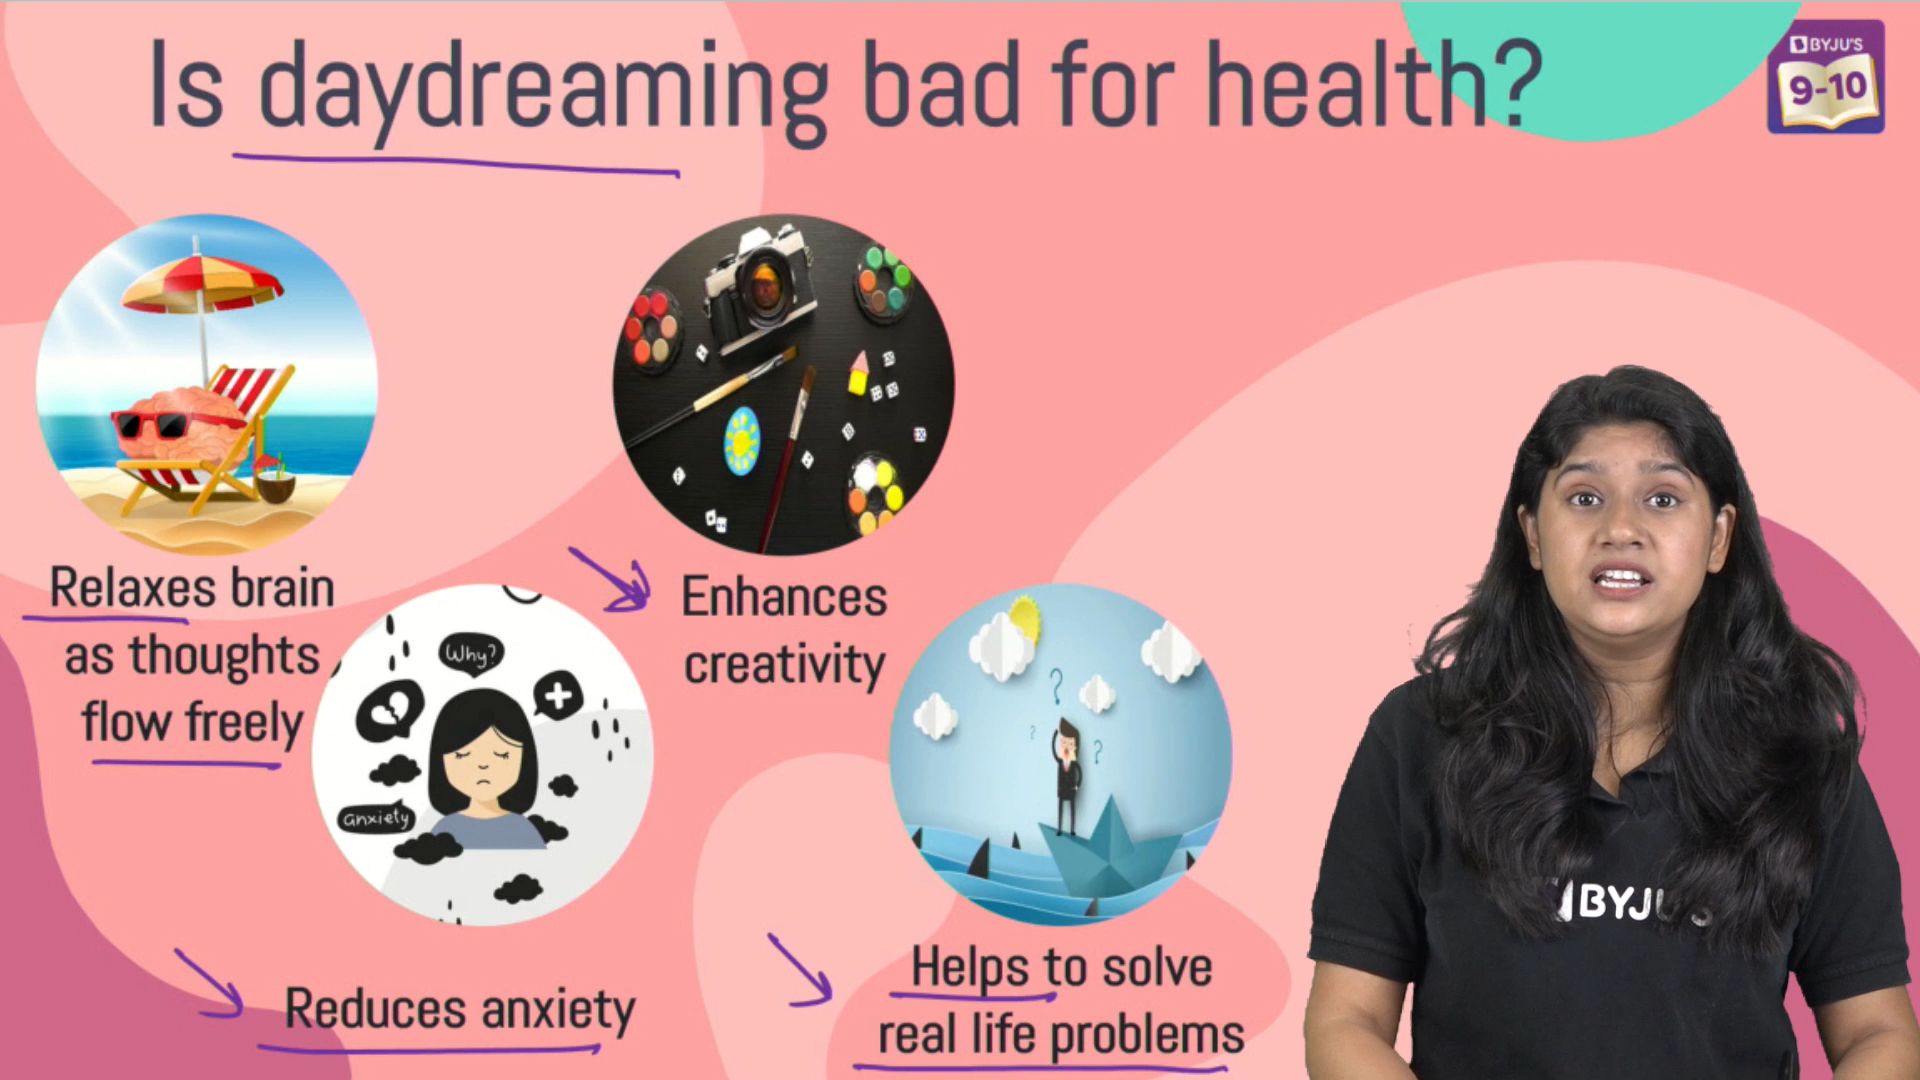 Is daydreaming bad for health?
BYJU'S
9-10
Relaxes brain
as thoughts
flow freely
Enhances
creativity
Why?
anxiety
Reduces anxiety
Helps to solve
real life problems